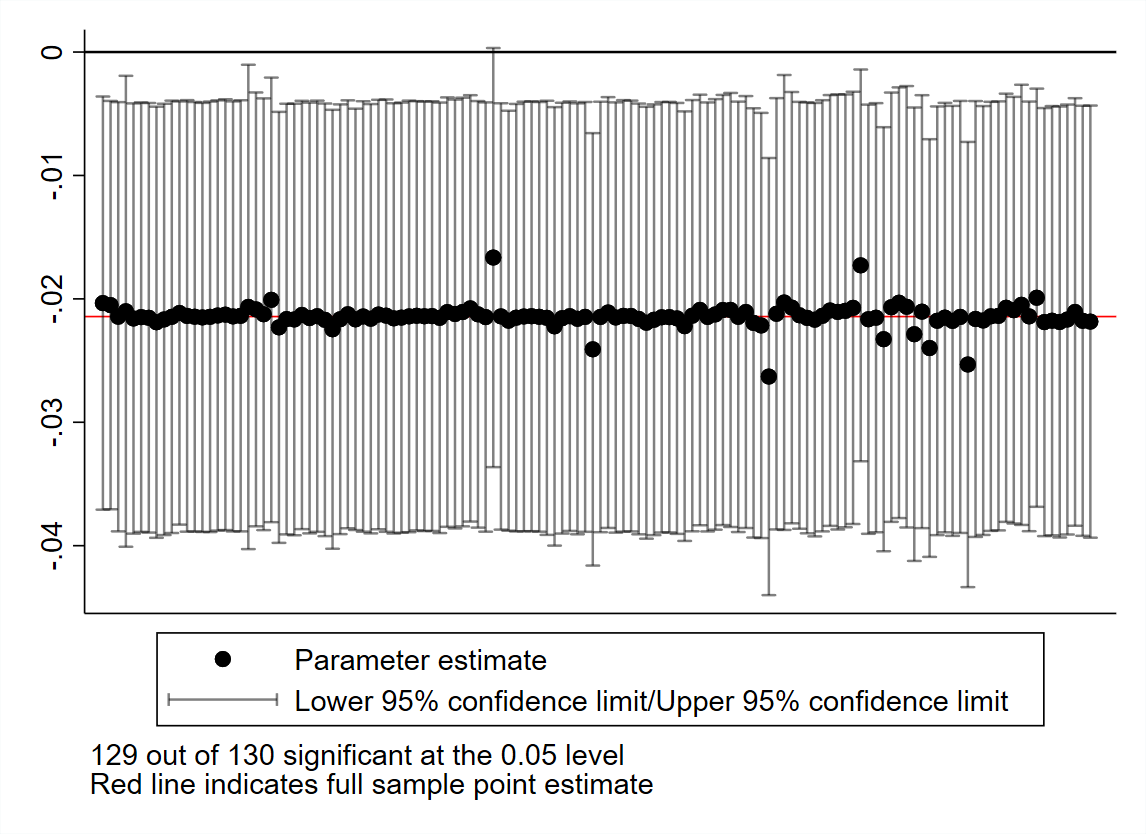 0
-.01
-.02
-.03
-.04
Parameter estimate
Lower 95% confidence limit/Upper 95% confidence limit
129 out of 130 significant at the 0.05 level
Red line indicates full sample point estimate